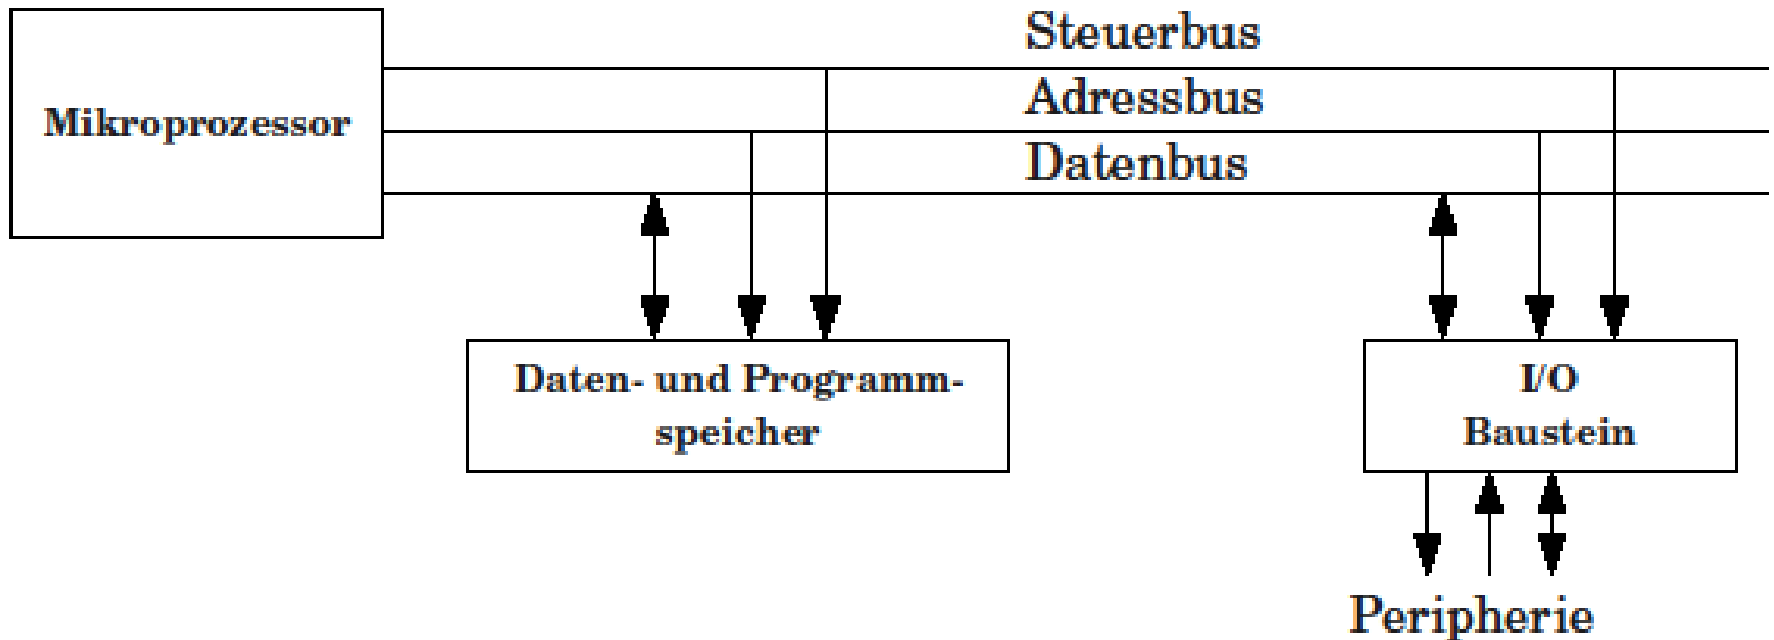 Steuerbus
Adressbus
Mikroprozessor
Datenbus
Daten- und Programm-
speicher
I/O
Baustein
Peripherie